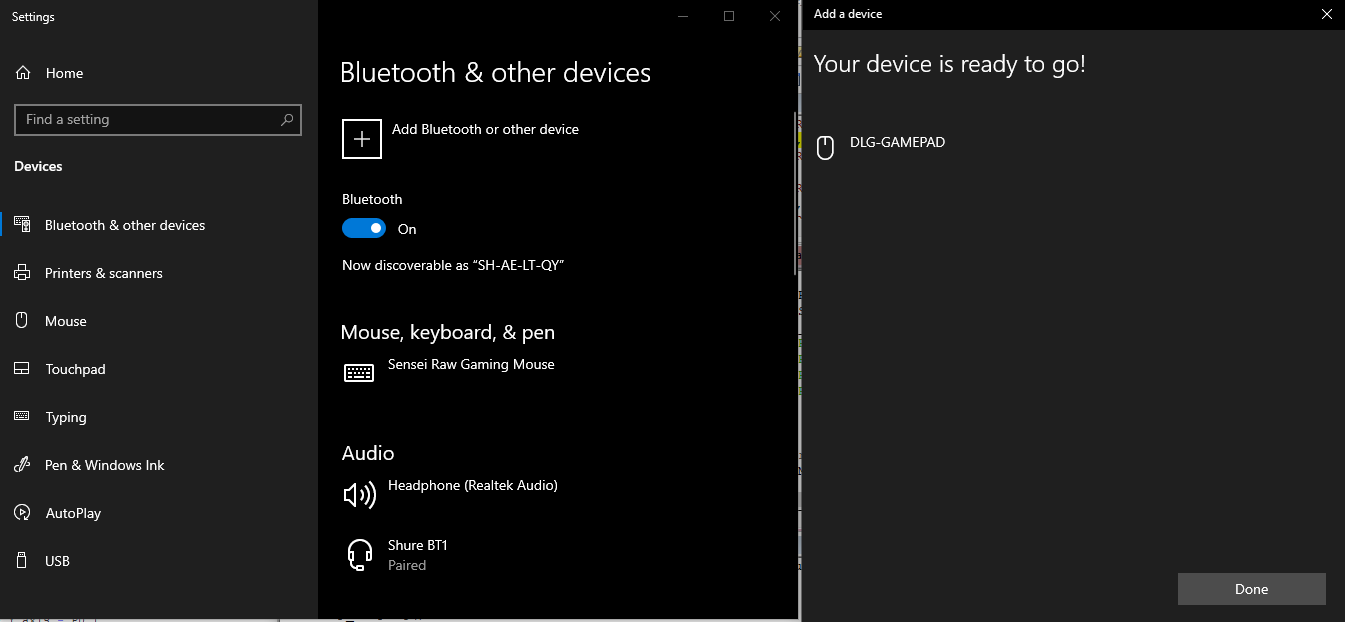 Settings
Home
Find a setting
Devices
Bluetooth & other devices
Printers & scanners
Mouse
Touchpad
Typing
Pen & Windows Ink
AutoPlay
USB
Bluetooth & other devices
Add Bluetooth or other device
Bluetooth
On
Now discoverable as “SH-AE-LT-QY”
Mouse, keyboard, & pen
Sensei Raw Gaming Mouse
Audio
Headphone (Realtek Audio)
Shure BT1
Paired
Add a device
Your device is ready to go!
DLG-GAMEPAD
Done